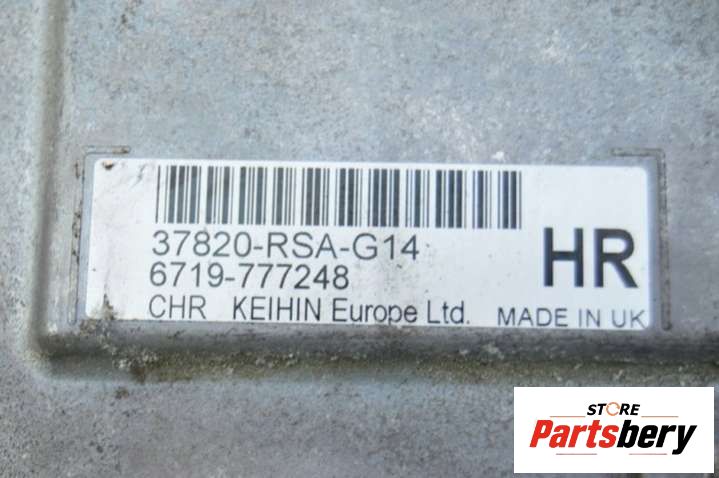 37820-RSA-G14
6719-777248
HR
CHR KEIHIN Europe Ltd. MADE IN UK
STORE
Partsbery